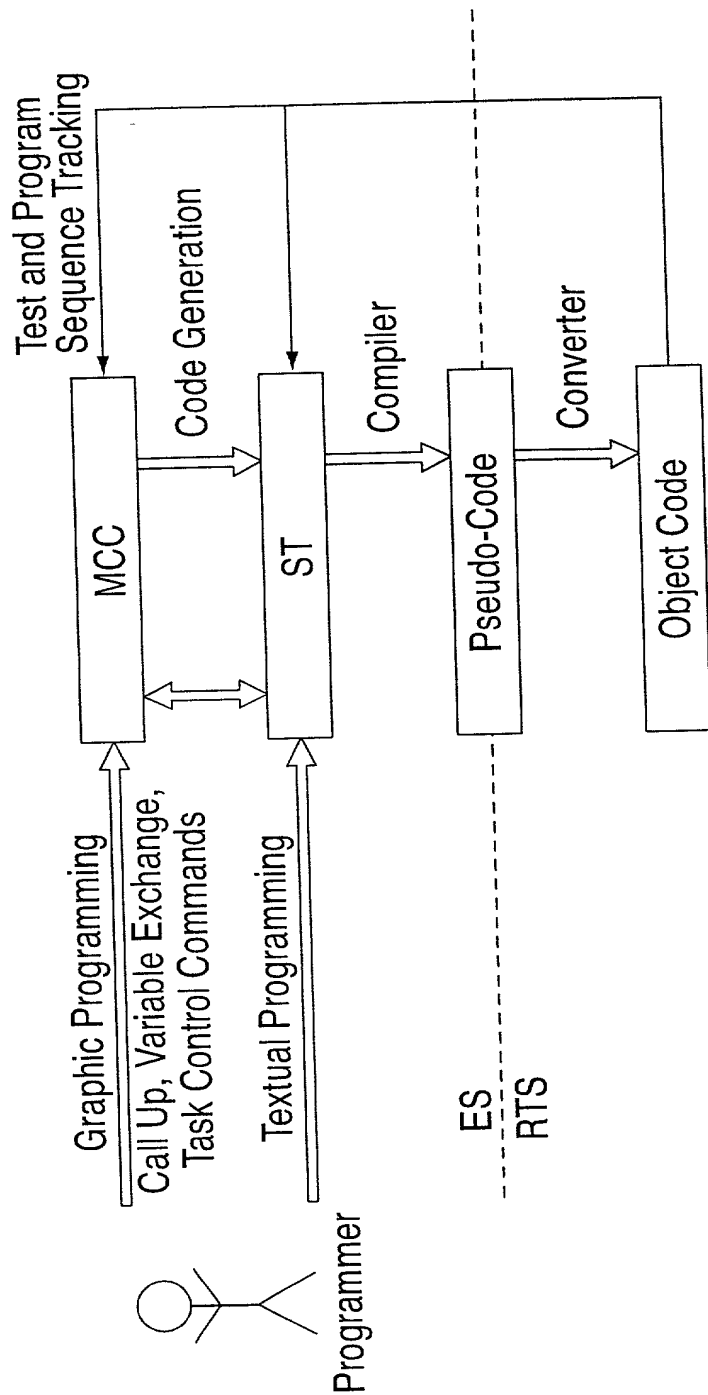 Test and Program
Sequence Tracking
Graphic Programming
MCC
Call Up, Variable Exchange,
Task Control Commands
Code Generation
Textual Programming
ST
Programmer
Compiler
ES
Pseudo-Code
RTS
Converter
Object Code